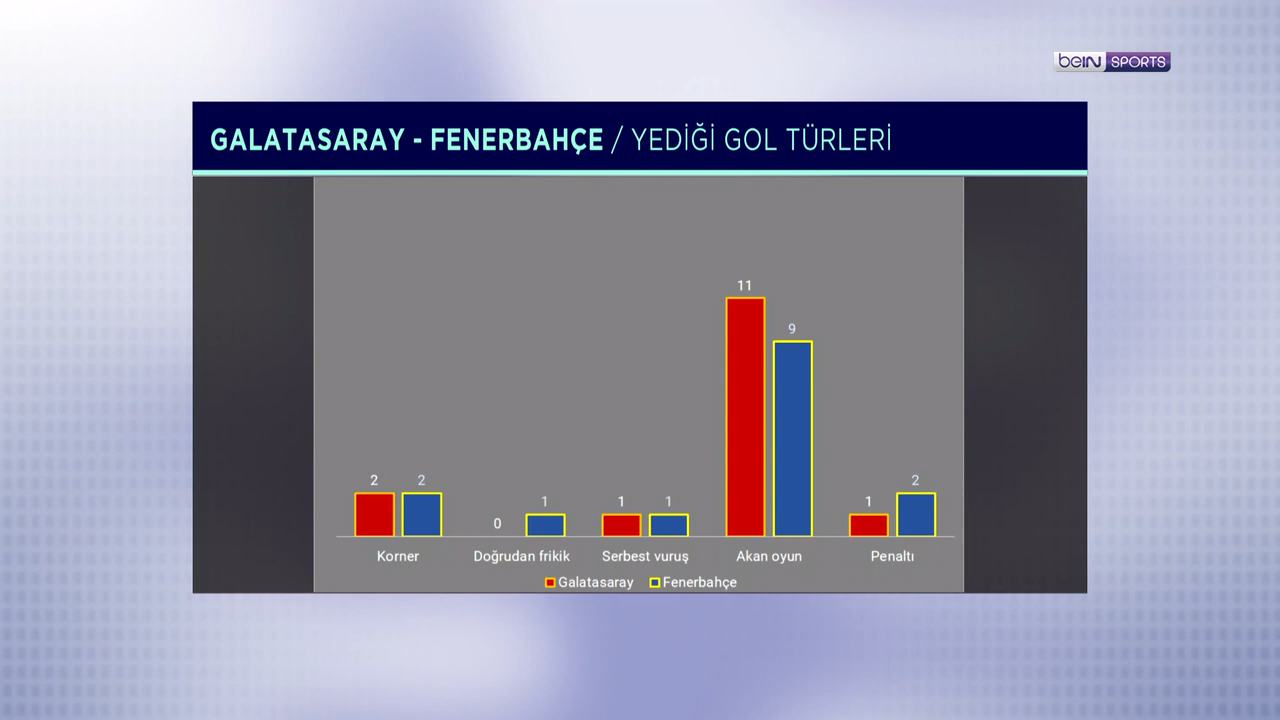 beIN SPORTS
GALATASARAY - FENERBAHÇE / YEDİĞİ GOL TÜRLERİ
11
9
2 2 0 1 1 1 1 2
Korner Doğrudan frikik Serbest vuruş Akan oyun Penaltı
Galatasaray Fenerbahçe